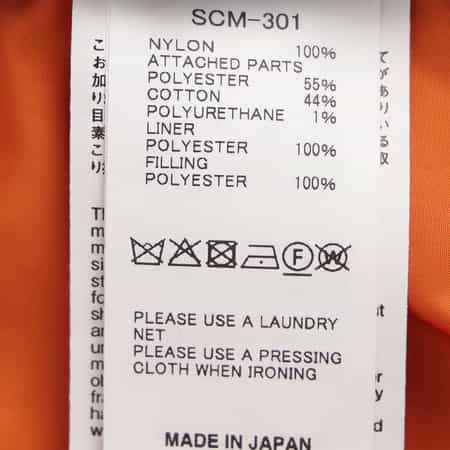 SCM-301
NYLON 100%
ATTACHED PARTS
POLYESTER 55%
COTTON 44%
POLYURETHANE 1%
LINER
POLYESTER 100%
FILLING
POLYESTER 100%
F W
PLEASE USE A LAUNDRY
NET
PLEASE USE A PRESSING
CLOTH WHEN IRONING
MADE IN JAPAN